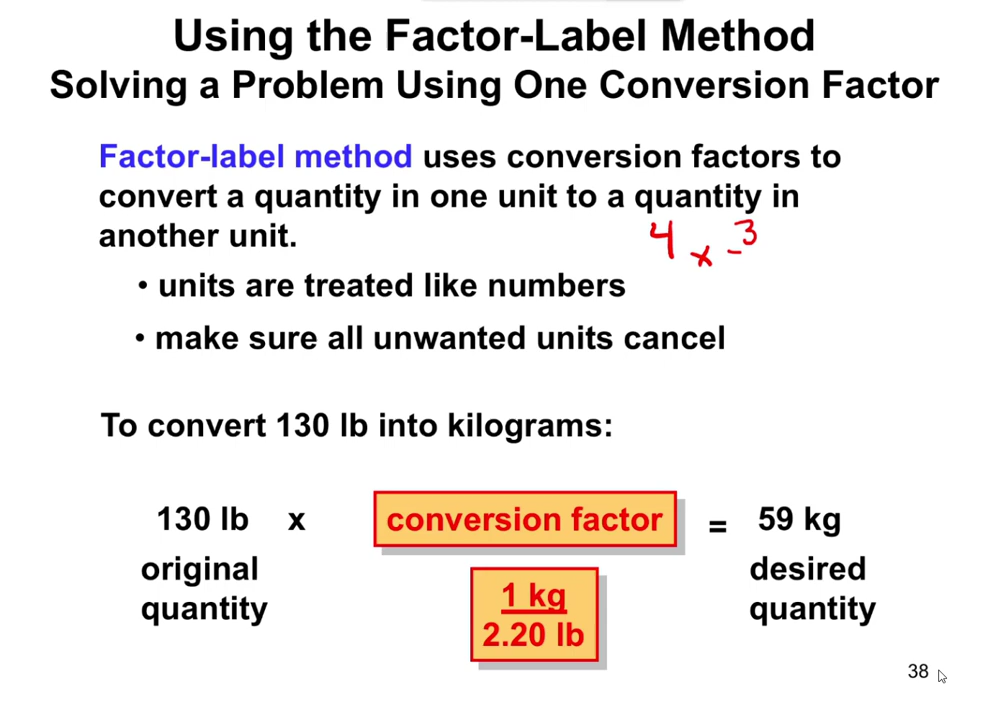 Using the Factor-Label Method
Solving a Problem Using One Conversion Factor
Factor-label method uses conversion factors to
convert a quantity in one unit to a quantity in
another unit.
4 x -3
• units are treated like numbers
• make sure all unwanted units cancel
To convert 130 lb into kilograms:
130 lb x conversion factor = 59 kg
original quantity
1 kg
2.20 lb
desired quantity
38